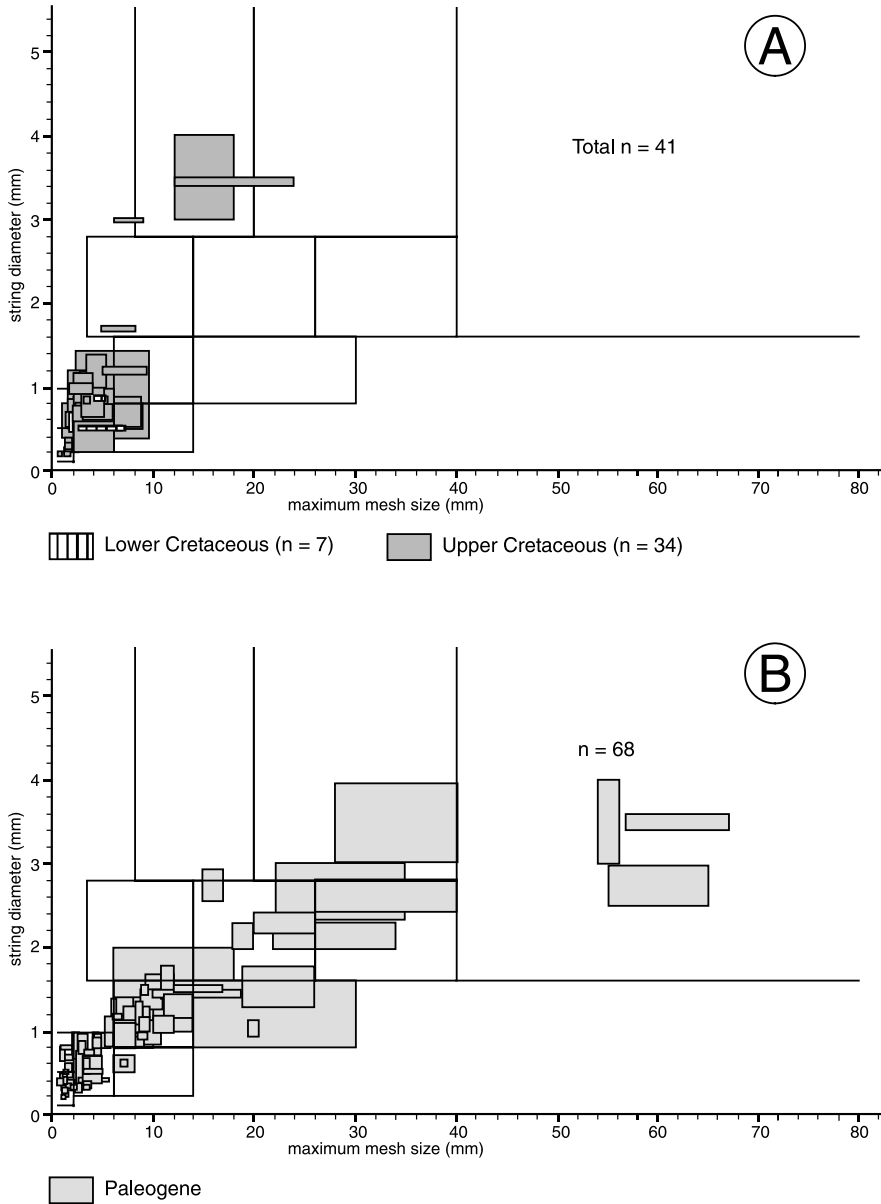 A
5
4
3
2
1
0
string diameter (mm)
Total n = 41
0 10 20 30 40 50 60 70 80
maximum mesh size (mm)
Lower Cretaceous (n = 7)
Upper Cretaceous (n = 34)
B
5
4
3
2
1
0
string diameter (mm)
n = 68
0 10 20 30 40 50 60 70 80
maximum mesh size (mm)
Paleogene